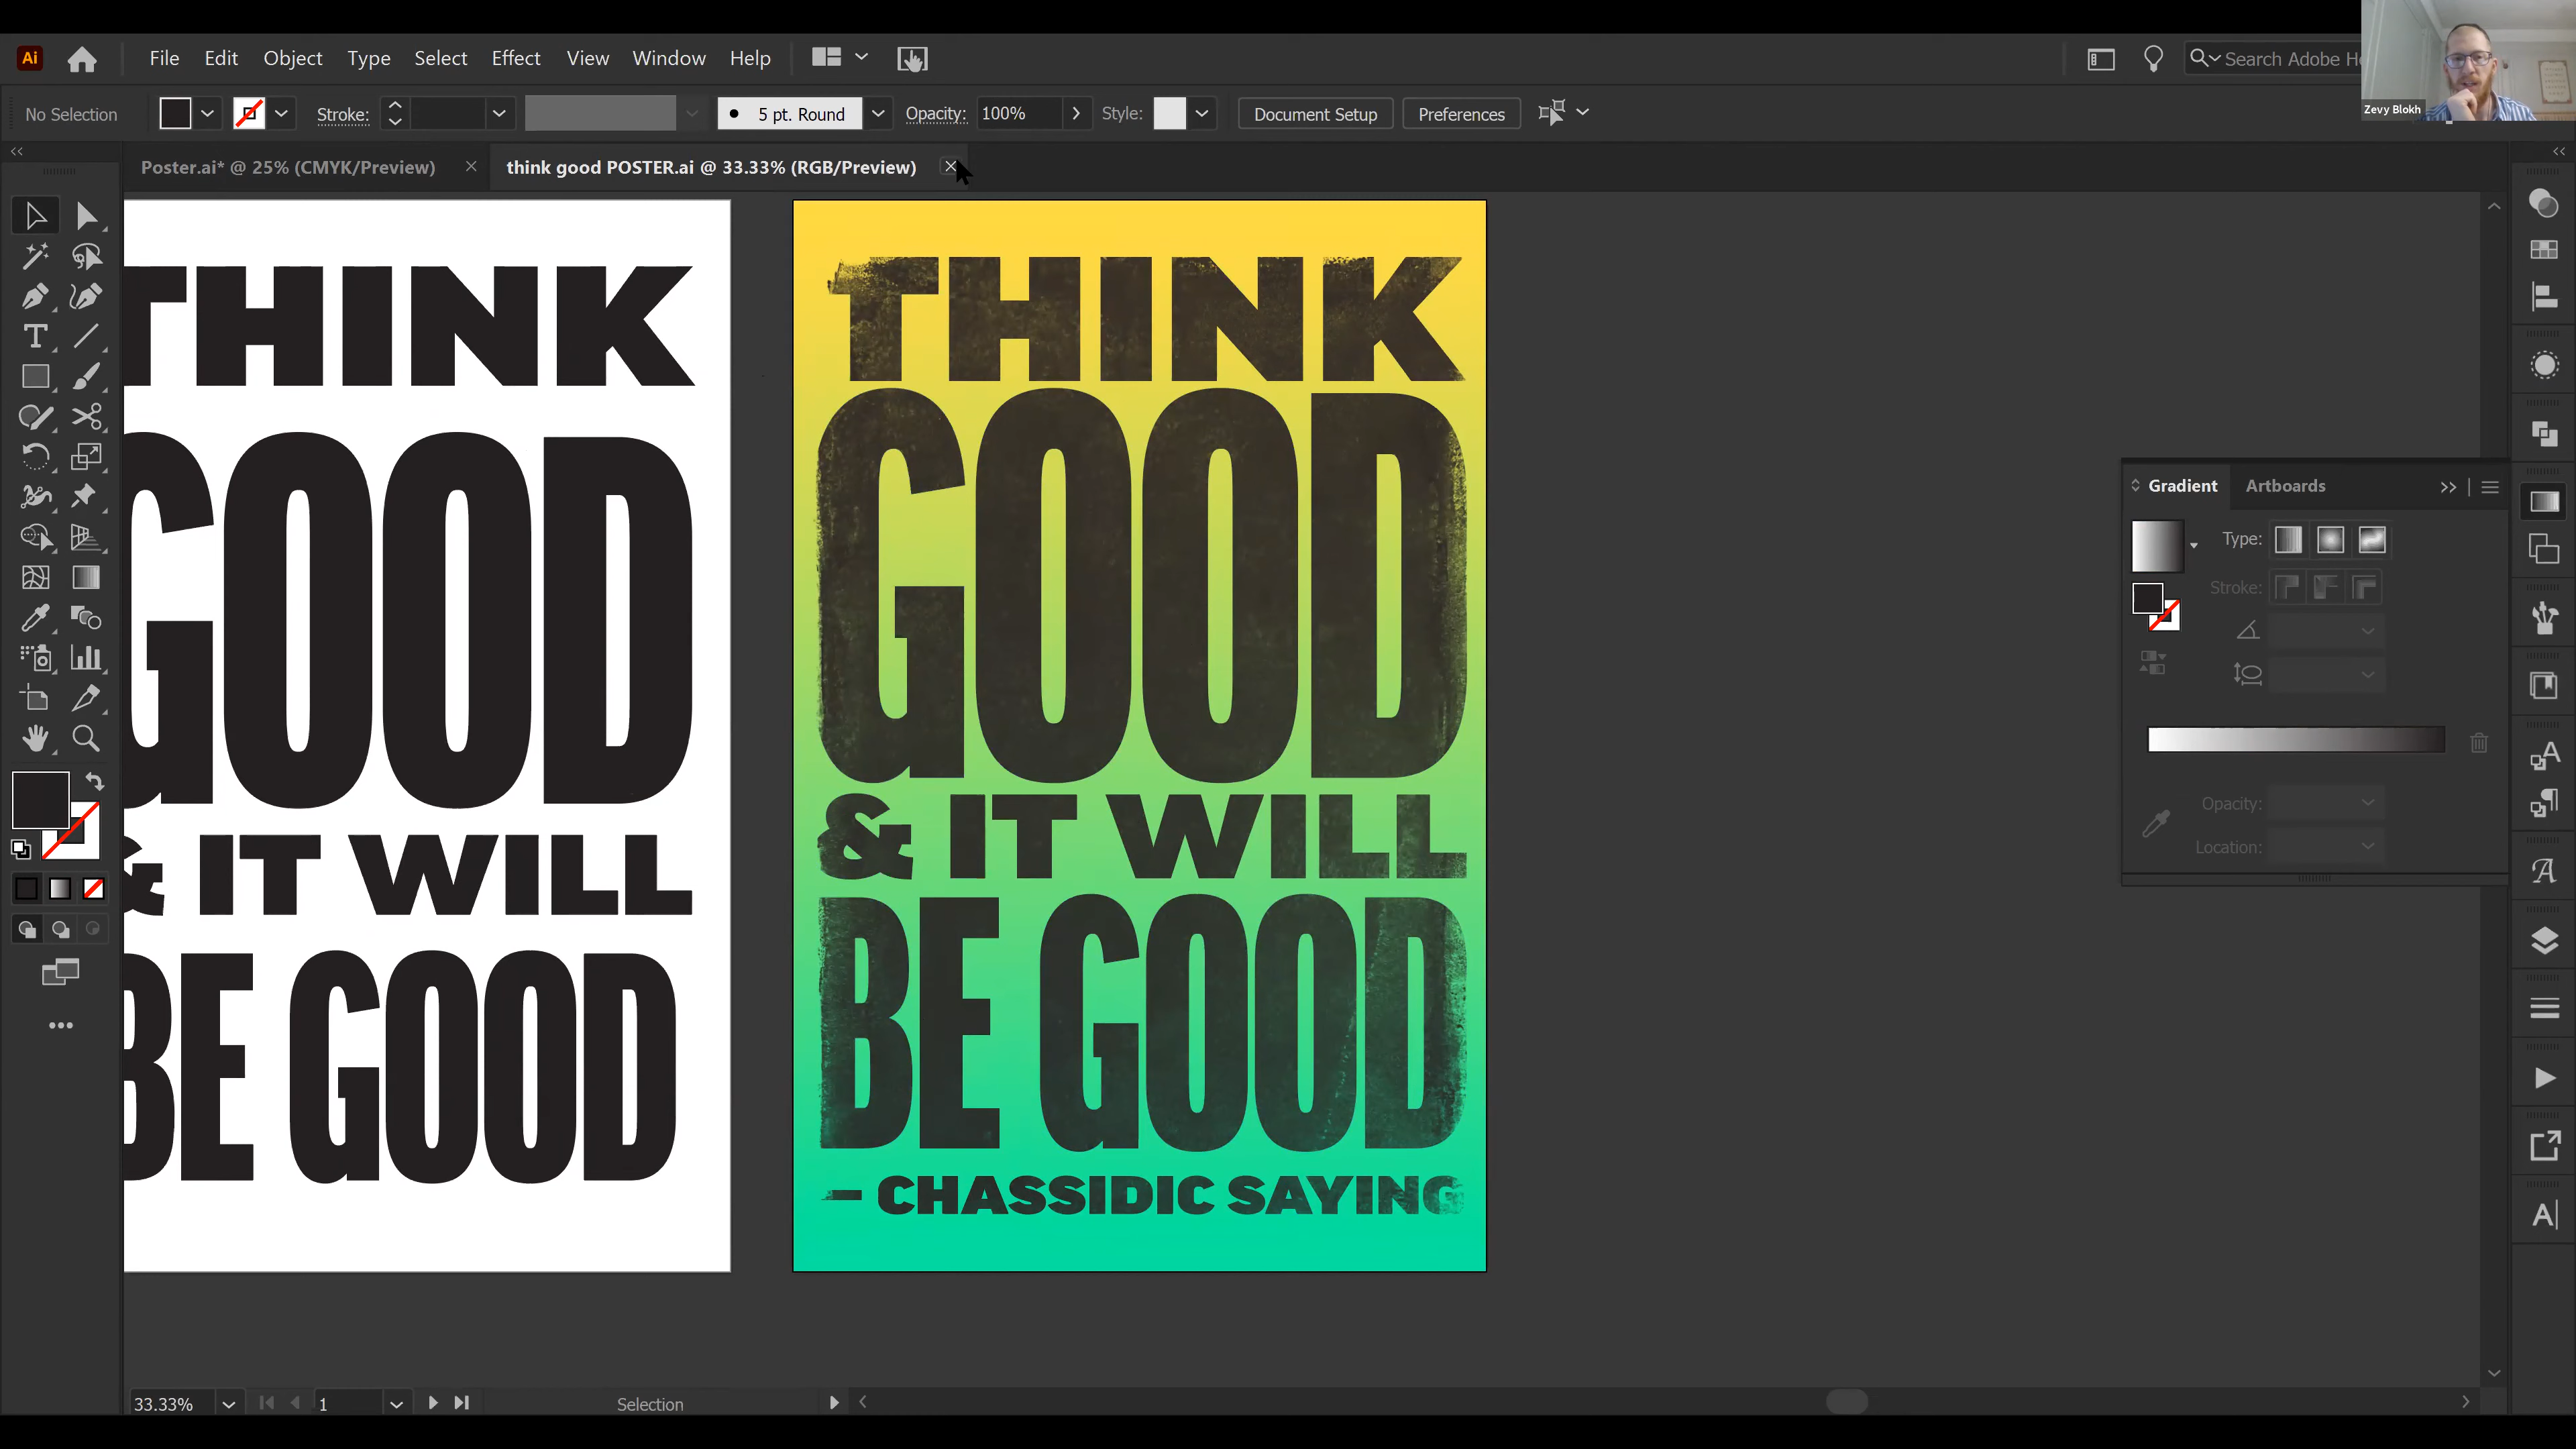 Ai File Edit Object Type Select Effect View Window Help Search Adobe He
Zevy Blokh
No Selection Stroke: 5 pt. Round Opacity: 100% Style: Document Setup Preferences
Poster.ai* @ 25% (CMYK/Preview) think good POSTER.ai @ 33.33% (RGB/Preview)
THINK
GOOD
& IT WILL
BE GOOD
THINK
GOOD
& IT WILL
BE GOOD
– CHASSIDIC SAYING
Gradient Artboards
Type:
Stroke:
Opacity:
Location:
33.33% 1 Selection